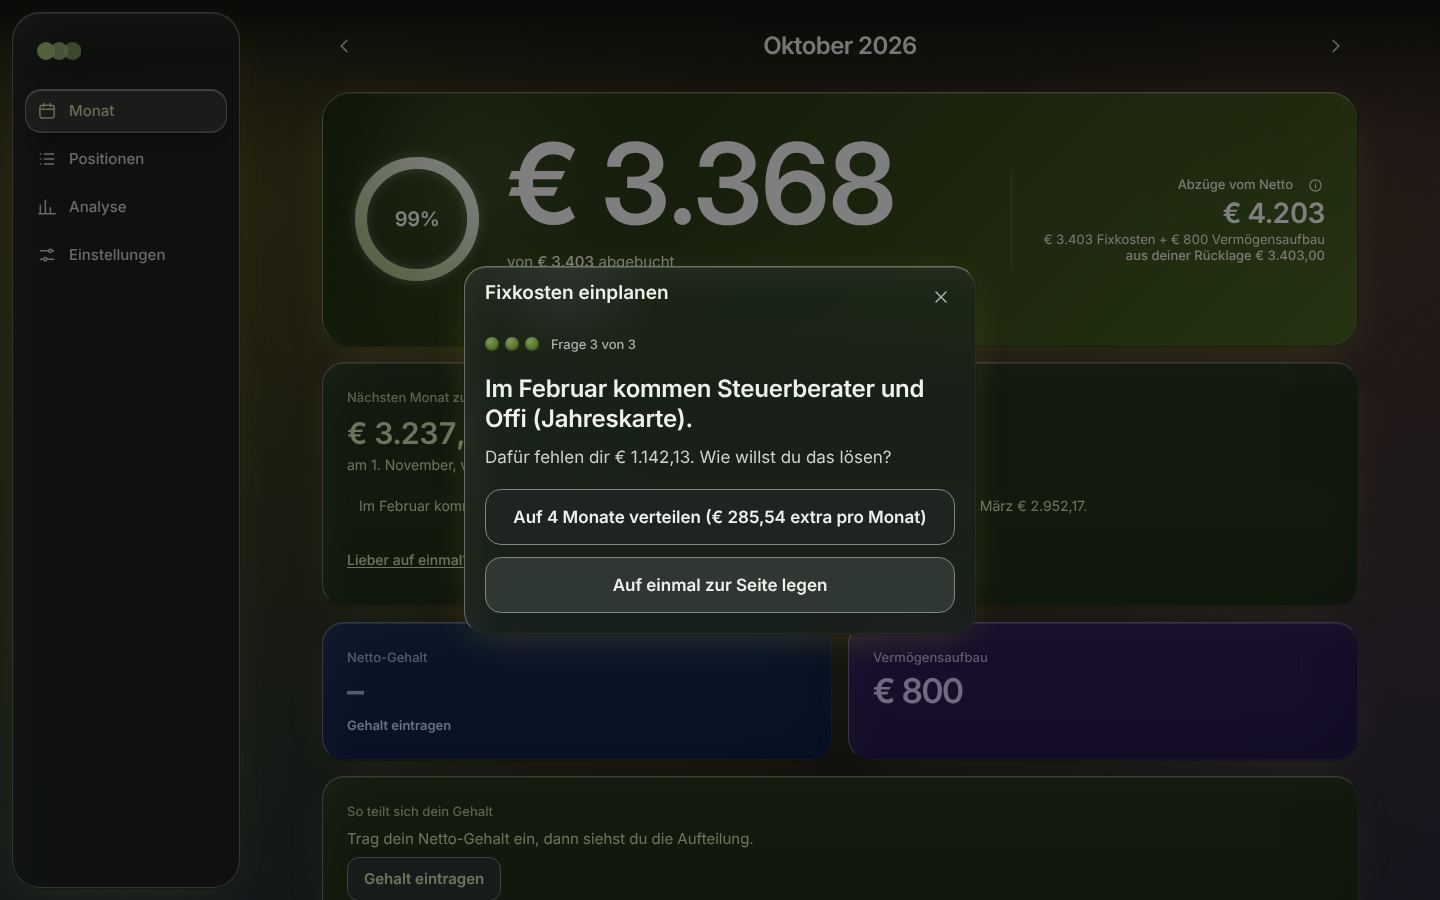 Oktober 2026
Monat
Positionen
Analyse
Einstellungen
99%
€ 3.368
von € 3.403 abgebucht
Abzüge vom Netto
€ 4.203
€ 3.403 Fixkosten + € 800 Vermögensaufbau
aus deiner Rücklage € 3.403,00
Fixkosten einplanen
Frage 3 von 3
Im Februar kommen Steuerberater und
Offi (Jahreskarte).
Dafür fehlen dir € 1.142,13. Wie willst du das lösen?
Auf 4 Monate verteilen (€ 285,54 extra pro Monat)
Auf einmal zur Seite legen
Nächsten Monat
€ 3.237,
am 1. November,
Im Februar
März € 2.952,17.
Lieber auf einmal
Netto-Gehalt
–
Gehalt eintragen
Vermögensaufbau
€ 800
So teilt sich dein Gehalt
Trag dein Netto-Gehalt ein, dann siehst du die Aufteilung.
Gehalt eintragen